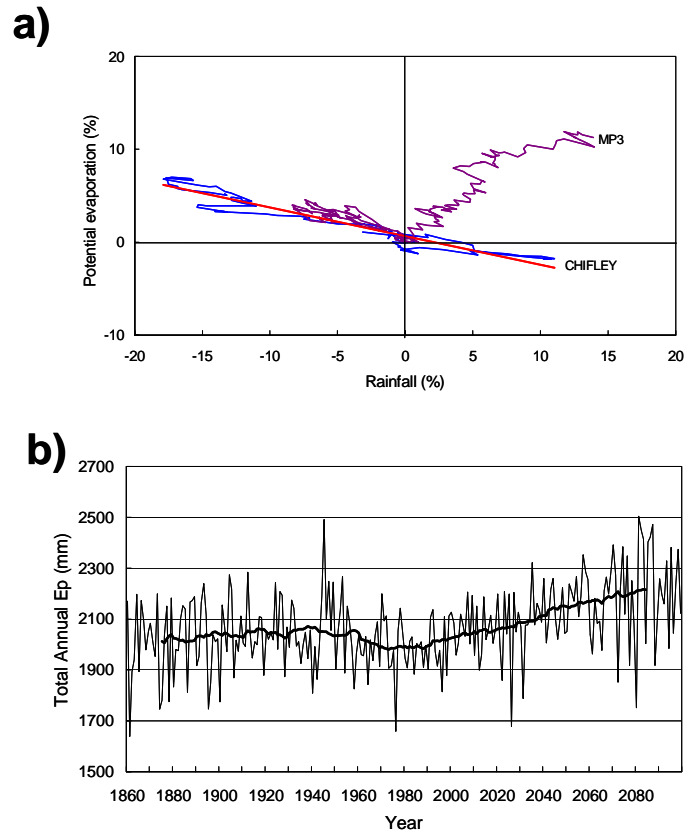 a)
20
10
0
-10
Potential evaporation (%)
MP3
CHIFLEY
-20 -15 -10 -5 0 5 10 15 20
Rainfall (%)
b)
2700
2500
2300
2100
1900
1700
1500
Total Annual Ep (mm)
1860 1880 1900 1920 1940 1960 1980 2000 2020 2040 2060 2080
Year